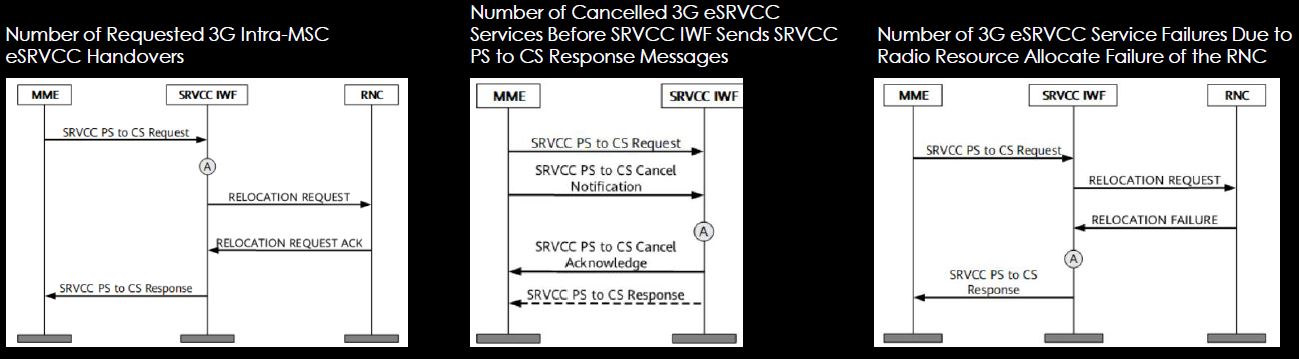 Number of Requested 3G Intra-MSC
eSRVCC Handovers
MME
SRVCC IWF
RNC
SRVCC PS to CS Request
A
RELOCATION REQUEST
RELOCATION REQUEST ACK
SRVCC PS to CS Response
Number of Cancelled 3G eSRVCC
Services Before SRVCC IWF Sends SRVCC
PS to CS Response Messages
MME
SRVCC IWF
SRVCC PS to CS Request
SRVCC PS to CS Cancel
Notification
A
SRVCC PS to CS Cancel
Acknowledge
SRVCC PS to CS Response
Number of 3G eSRVCC Service Failures Due to
Radio Resource Allocate Failure of the RNC
MME
SRVCC IWF
RNC
SRVCC PS to CS Request
RELOCATION REQUEST
RELOCATION FAILURE
A
SRVCC PS to CS
Response